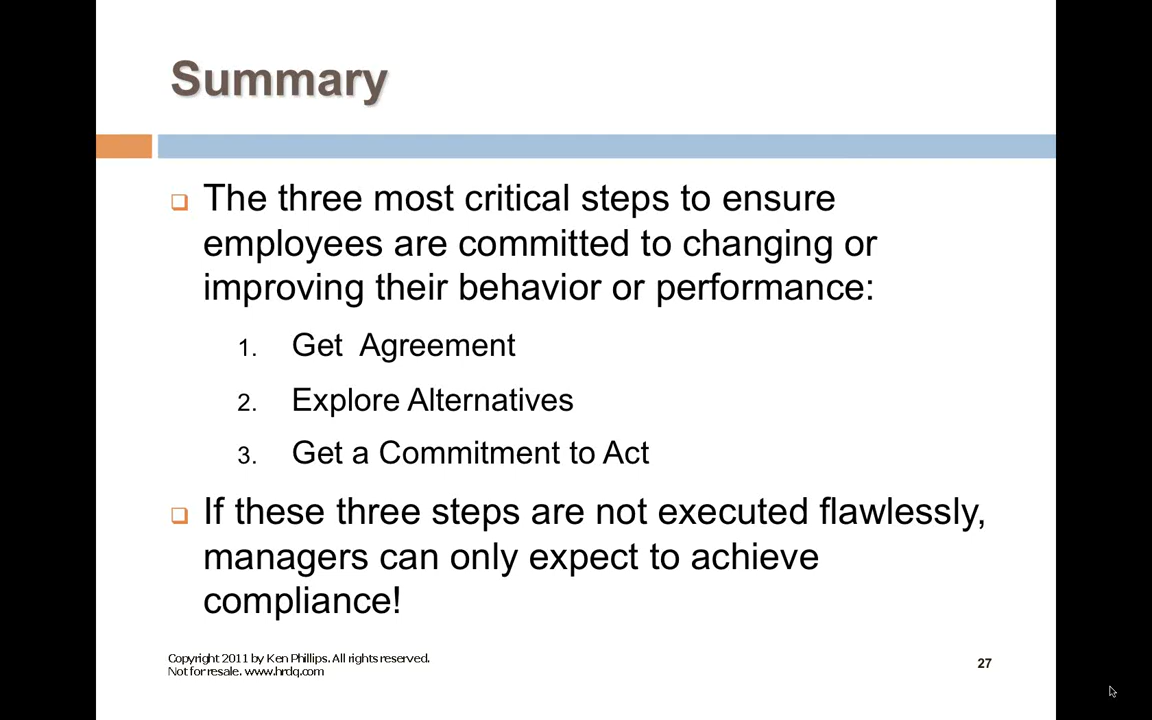 Summary
The three most critical steps to ensure
employees are committed to changing or
improving their behavior or performance:
1. Get Agreement
2. Explore Alternatives
3. Get a Commitment to Act
If these three steps are not executed flawlessly,
managers can only expect to achieve
compliance!
Copyright 2011 by Ken Phillips. All rights reserved.
Not for resale. www.hrdq.com
27